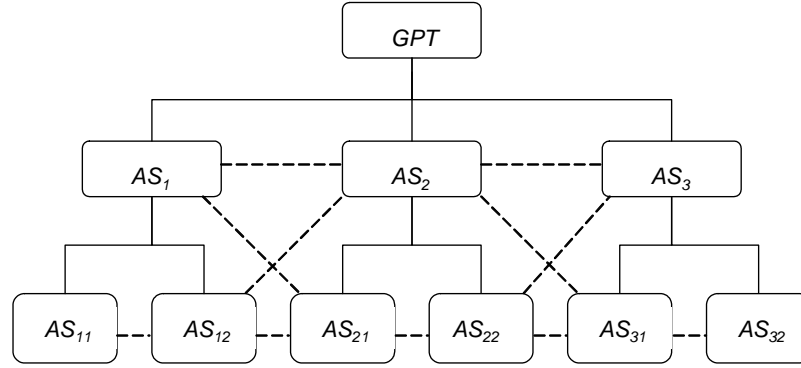 GPT
AS₁ AS₂ AS₃
AS₁₁ AS₁₂ AS₂₁ AS₂₂ AS₃₁ AS₃₂